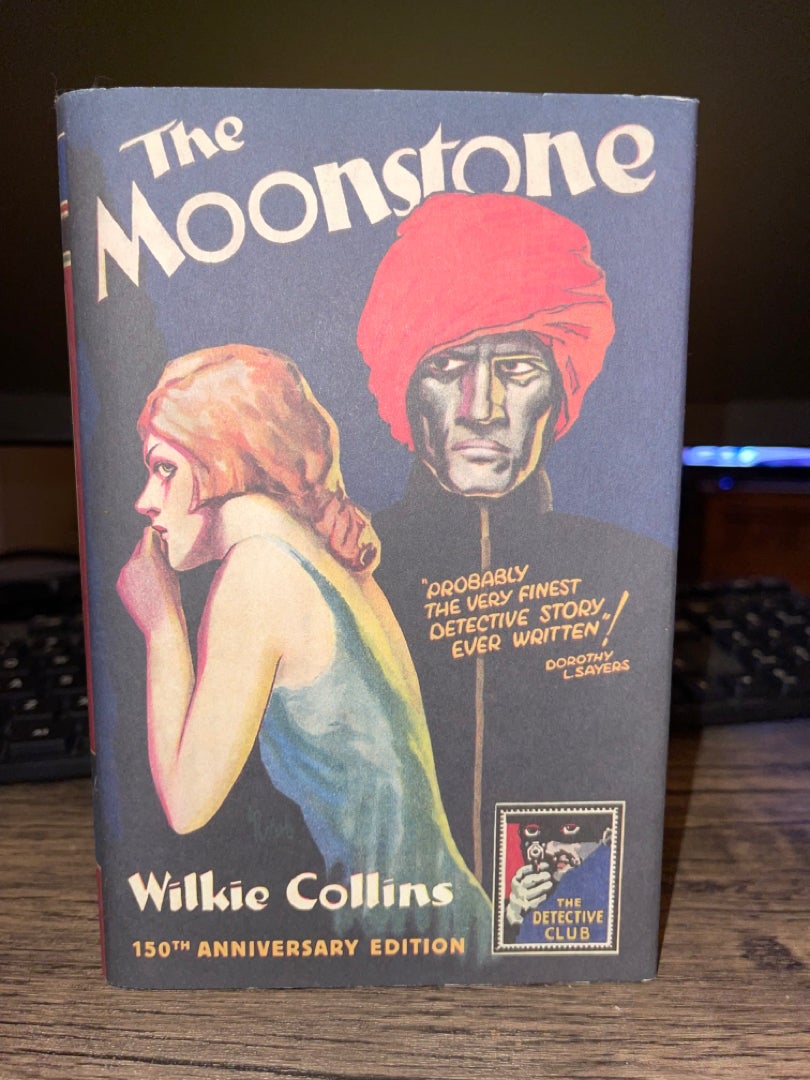 The
Moonstone
"PROBABLY
THE VERY FINEST
DETECTIVE STORY
EVER WRITTEN"!
DOROTHY
L SAYERS
THE
DETECTIVE
CLUB
Wilkie Collins
150TH ANNIVERSARY EDITION